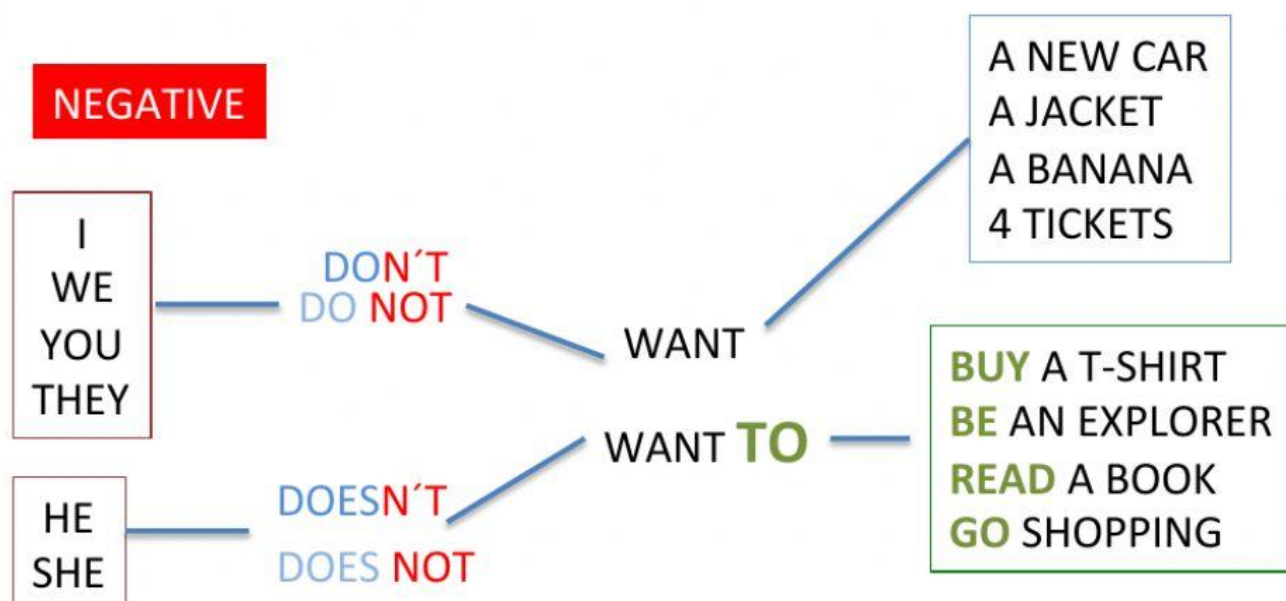 NEGATIVE
I
WE
YOU
THEY
DON´T
DO NOT
HE
SHE
DOESN´T
DOES NOT
WANT
WANT TO
A NEW CAR
A JACKET
A BANANA
4 TICKETS
BUY A T-SHIRT
BE AN EXPLORER
READ A BOOK
GO SHOPPING